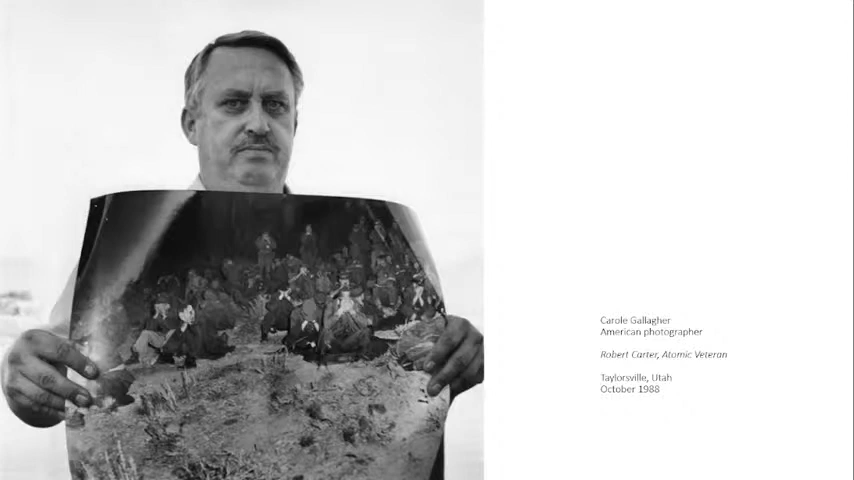 Carole Gallagher
American photographer
Robert Carter, Atomic Veteran
Taylorsville, Utah
October 1988